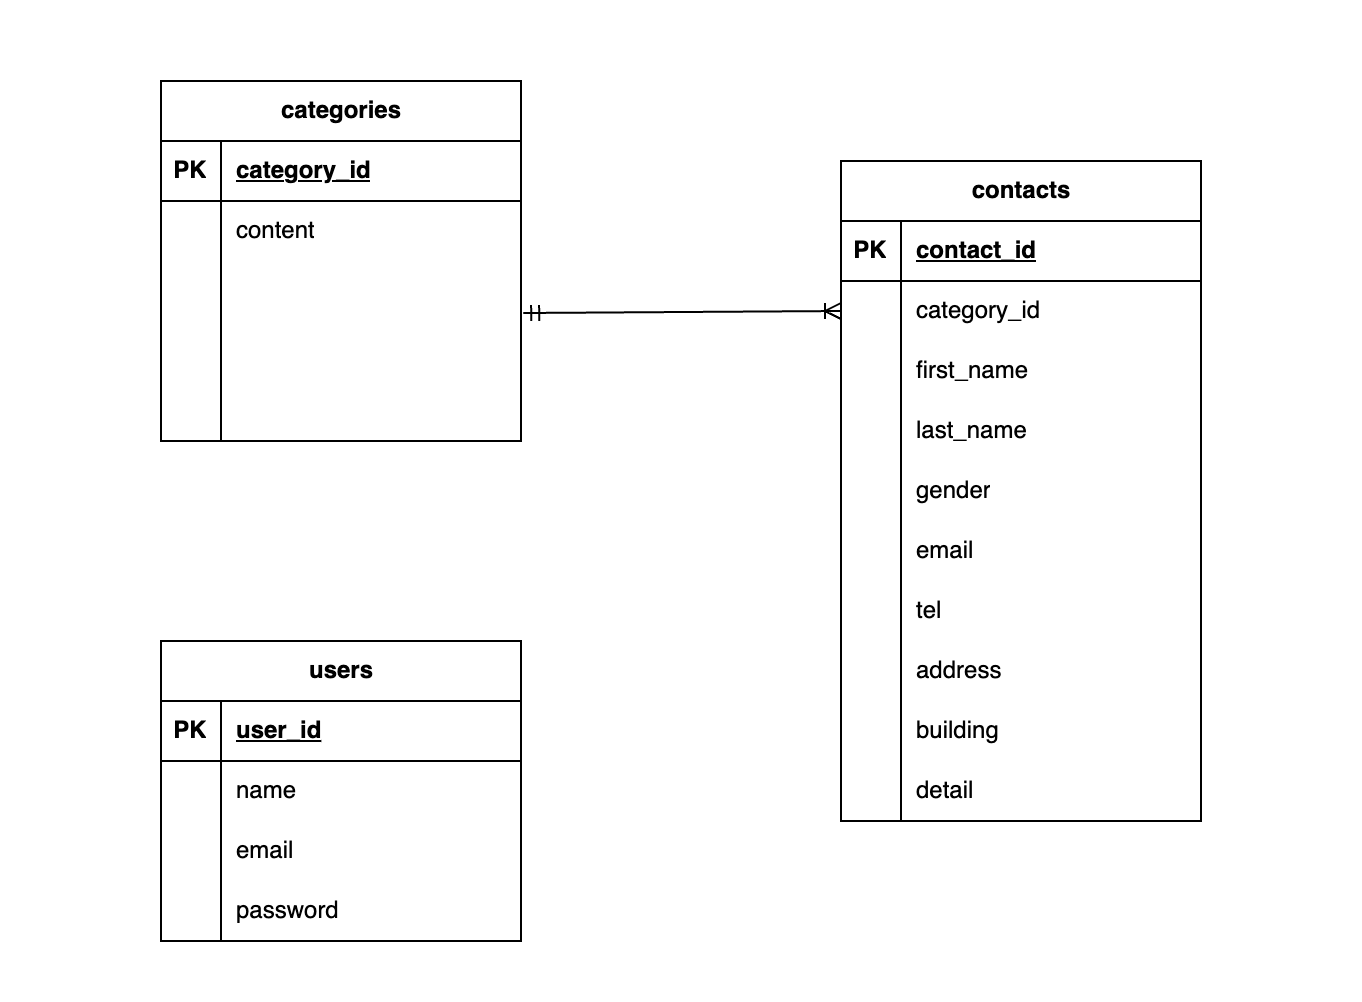 categories
PK category_id
content
contacts
PK contact_id
category_id
first_name
last_name
gender
email
tel
address
building
detail
users
PK user_id
name
email
password